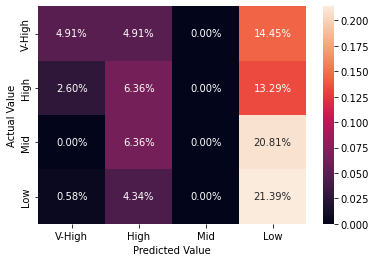 V-High 4.91% 4.91% 0.00% 14.45%
High 2.60% 6.36% 0.00% 13.29%
Mid 0.00% 6.36% 0.00% 20.81%
Low 0.58% 4.34% 0.00% 21.39%
V-High High Mid Low
Predicted Value
Actual Value
0.200
0.175
0.150
0.125
0.100
0.075
0.050
0.025
0.000